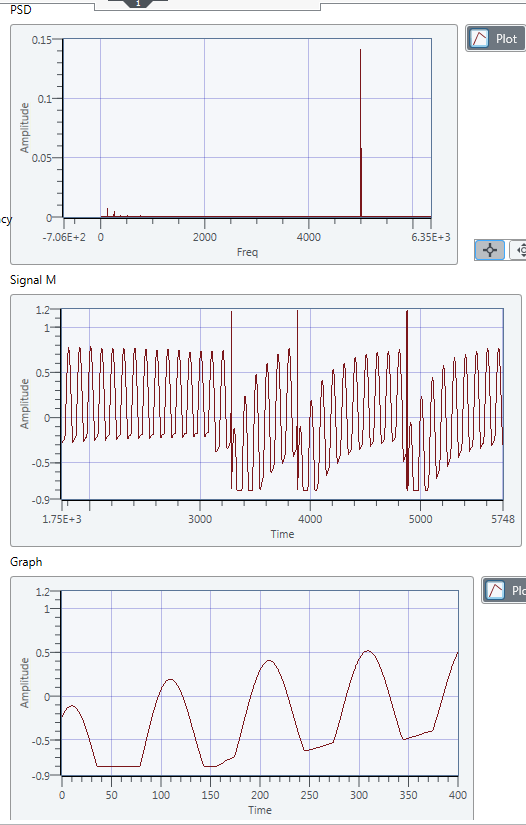 1
PSD
Plot
0.15
0.1
0.05
0
Amplitude
-7.06E+2 0 2000 4000 6.35E+3
Freq
cy
Signal M
1.2
1
0.5
0
-0.5
-0.9
Amplitude
1.75E+3 3000 4000 5000 5748
Time
Graph
Plo
1.2
1
0.5
0
-0.5
-0.9
Amplitude
0 50 100 150 200 250 300 350 400
Time